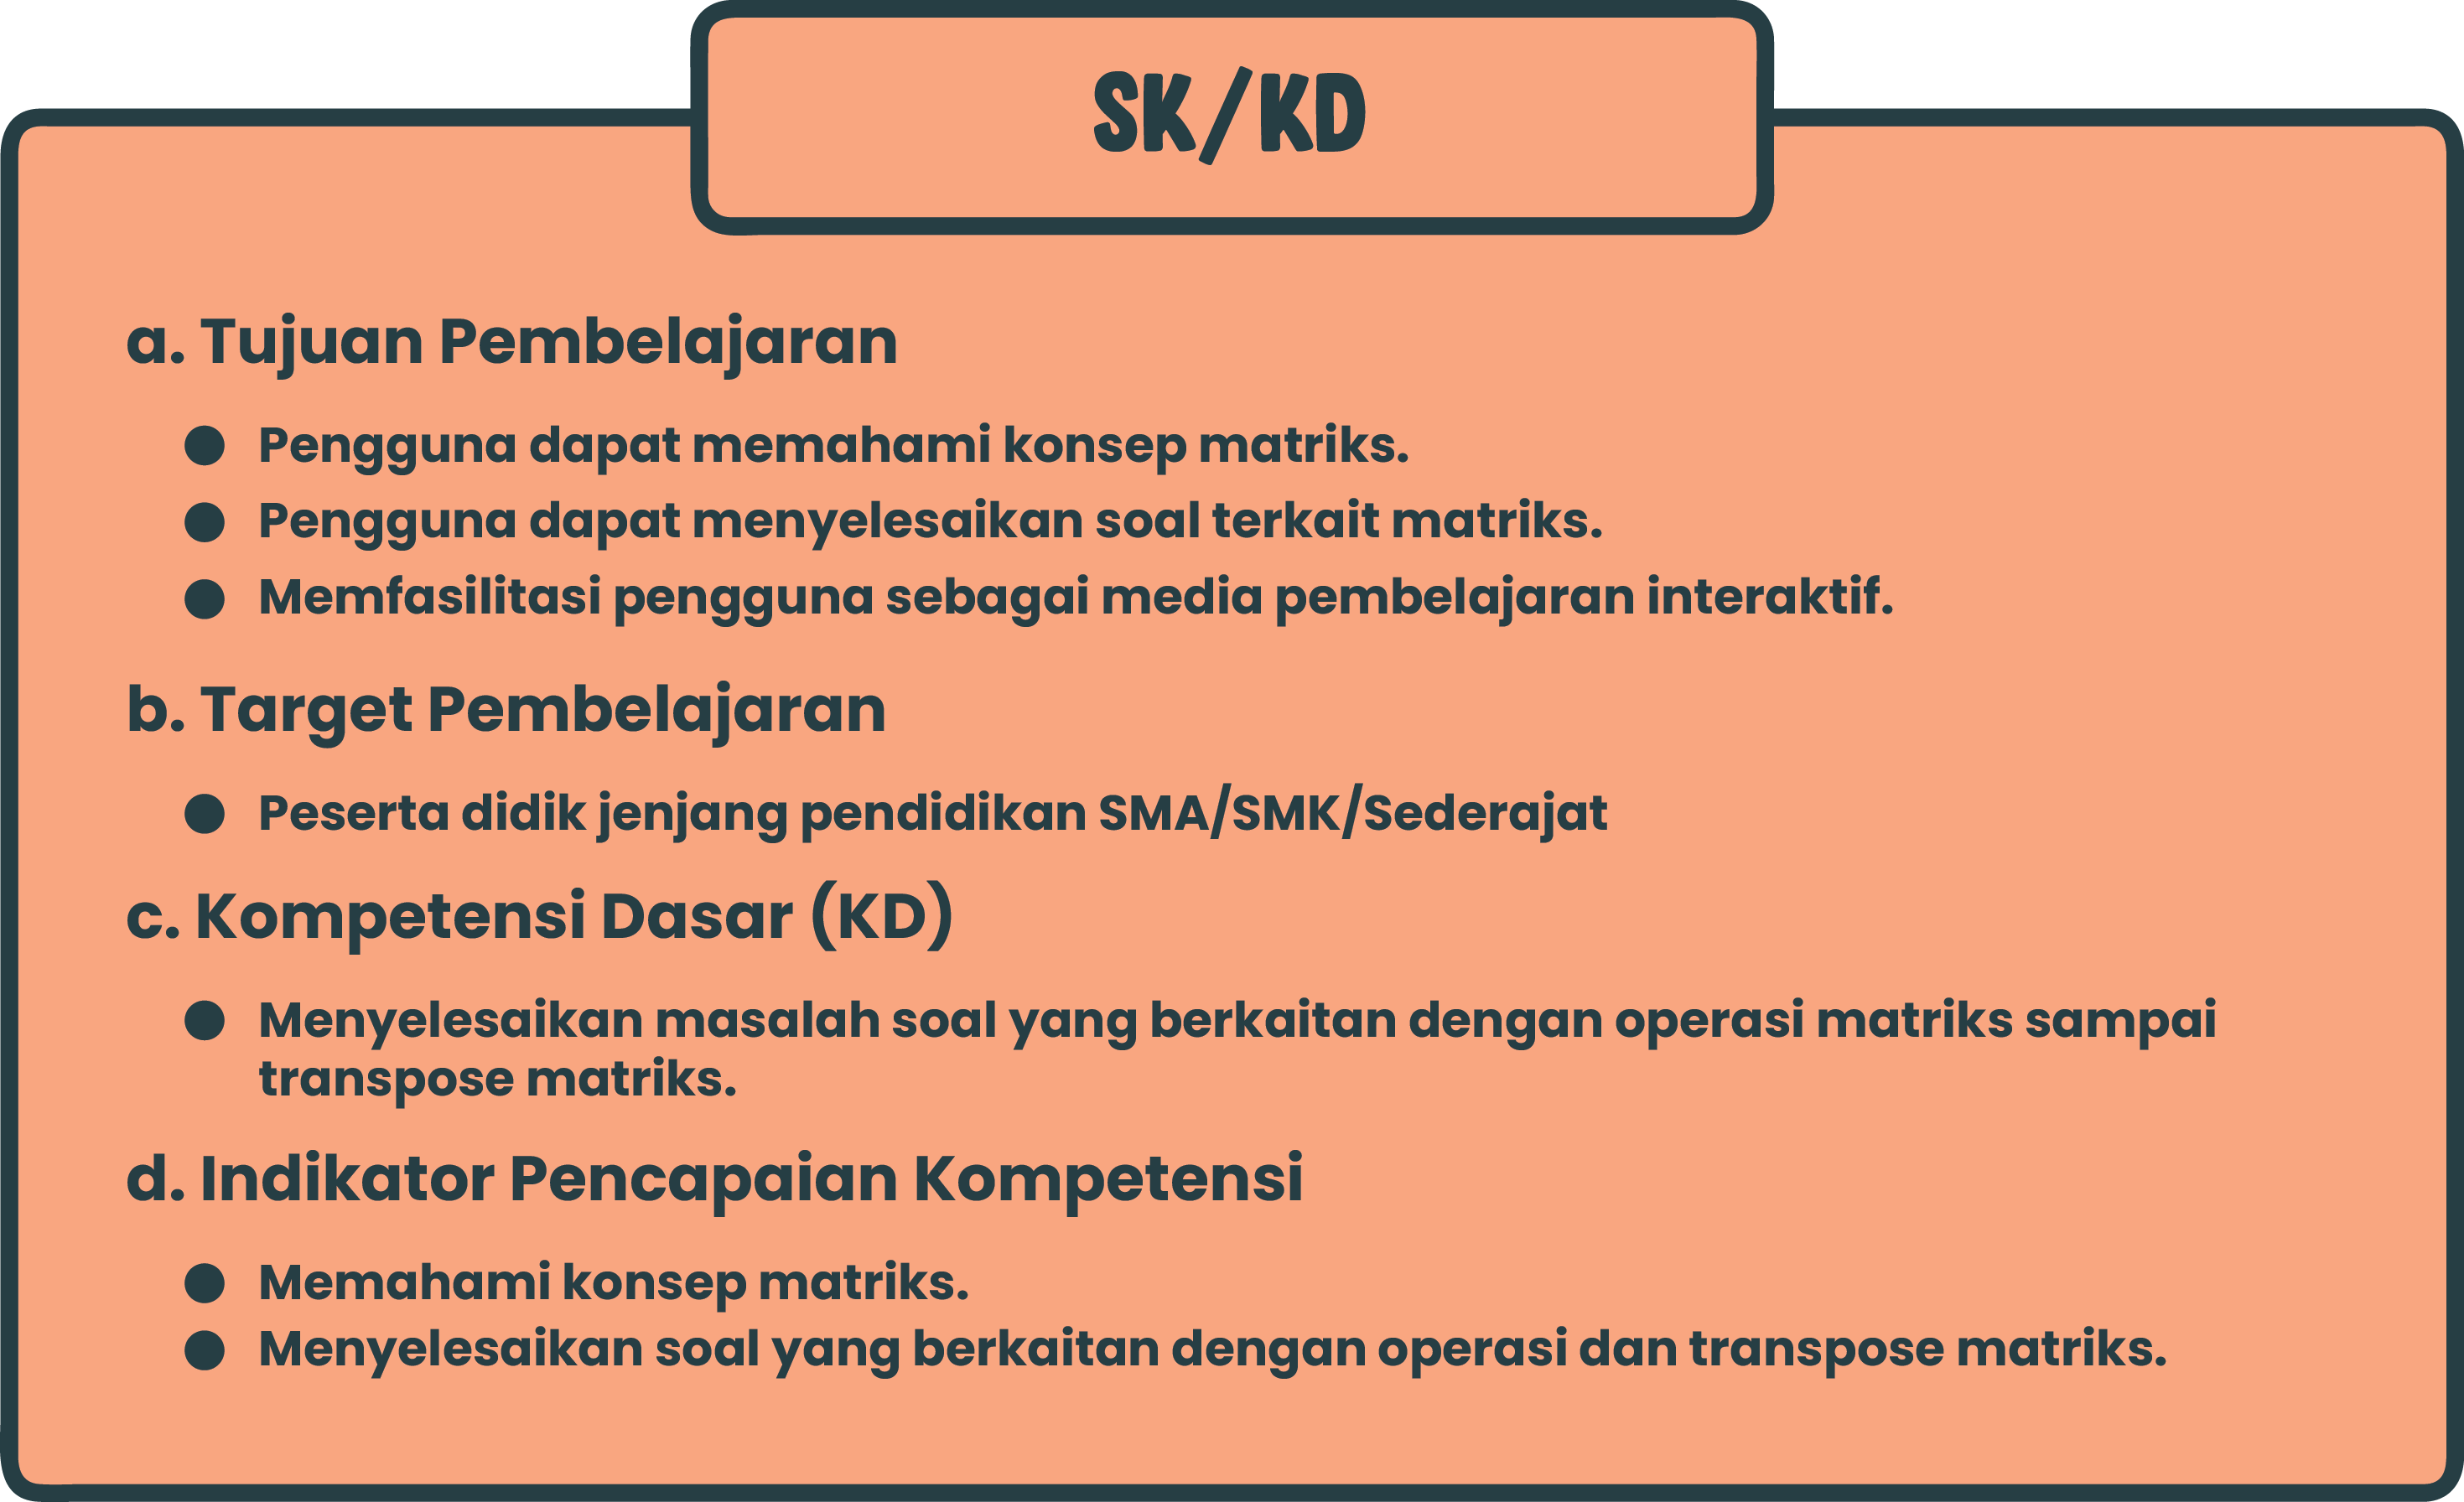 SK/KD
a. Tujuan Pembelajaran
● Pengguna dapat memahami konsep matriks.
● Pengguna dapat menyelesaikan soal terkait matriks.
● Memfasilitasi pengguna sebagai media pembelajaran interaktif.
b. Target Pembelajaran
● Peserta didik jenjang pendidikan SMA/SMK/Sederajat
c. Kompetensi Dasar (KD)
● Menyelesaikan masalah soal yang berkaitan dengan operasi matriks sampai
transpose matriks.
d. Indikator Pencapaian Kompetensi
● Memahami konsep matriks.
● Menyelesaikan soal yang berkaitan dengan operasi dan transpose matriks.